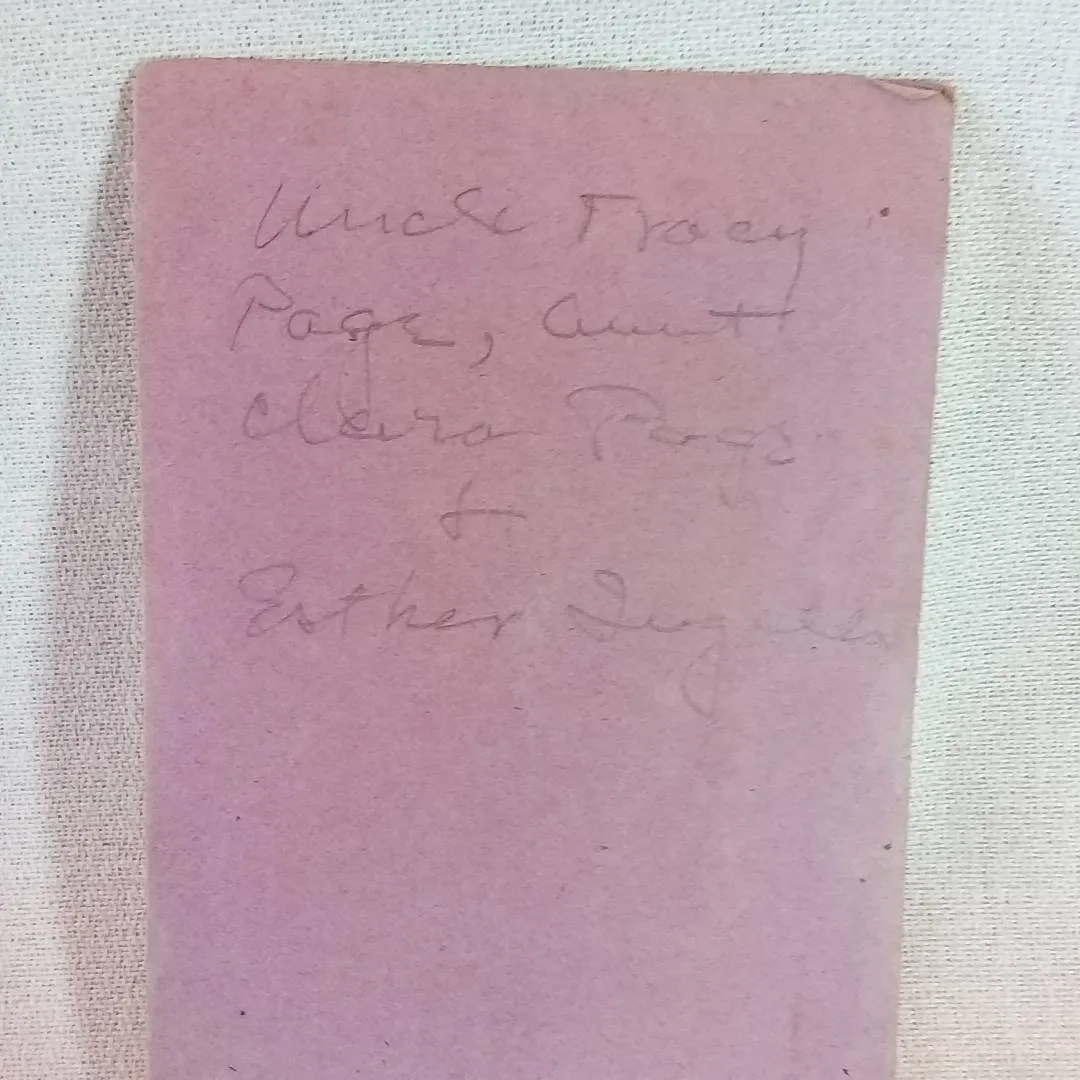 Uncle Tracy
Page, Aunt
Clara Page
+
Esther